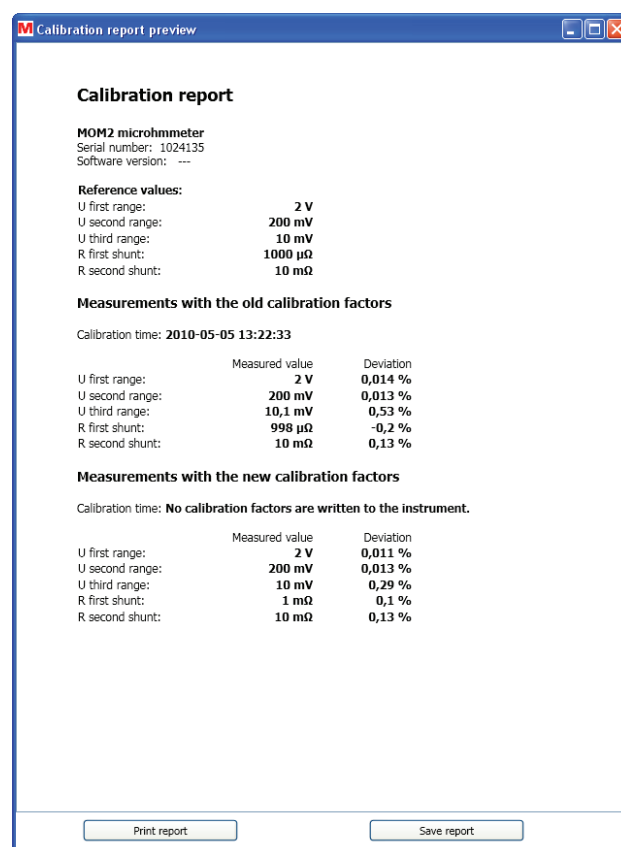 M Calibration report preview
Calibration report
MOM2 microhmmeter
Serial number: 1024135
Software version: ---
Reference values:
U first range: 2 V
U second range: 200 mV
U third range: 10 mV
R first shunt: 1000 µΩ
R second shunt: 10 mΩ
Measurements with the old calibration factors
Calibration time: 2010-05-05 13:22:33
Measured value Deviation
U first range: 2 V 0,014 %
U second range: 200 mV 0,013 %
U third range: 10,1 mV 0,53 %
R first shunt: 998 µΩ -0,2 %
R second shunt: 10 mΩ 0,13 %
Measurements with the new calibration factors
Calibration time: No calibration factors are written to the instrument.
Measured value Deviation
U first range: 2 V 0,011 %
U second range: 200 mV 0,013 %
U third range: 10 mV 0,29 %
R first shunt: 1 mΩ 0,1 %
R second shunt: 10 mΩ 0,13 %
Print report Save report